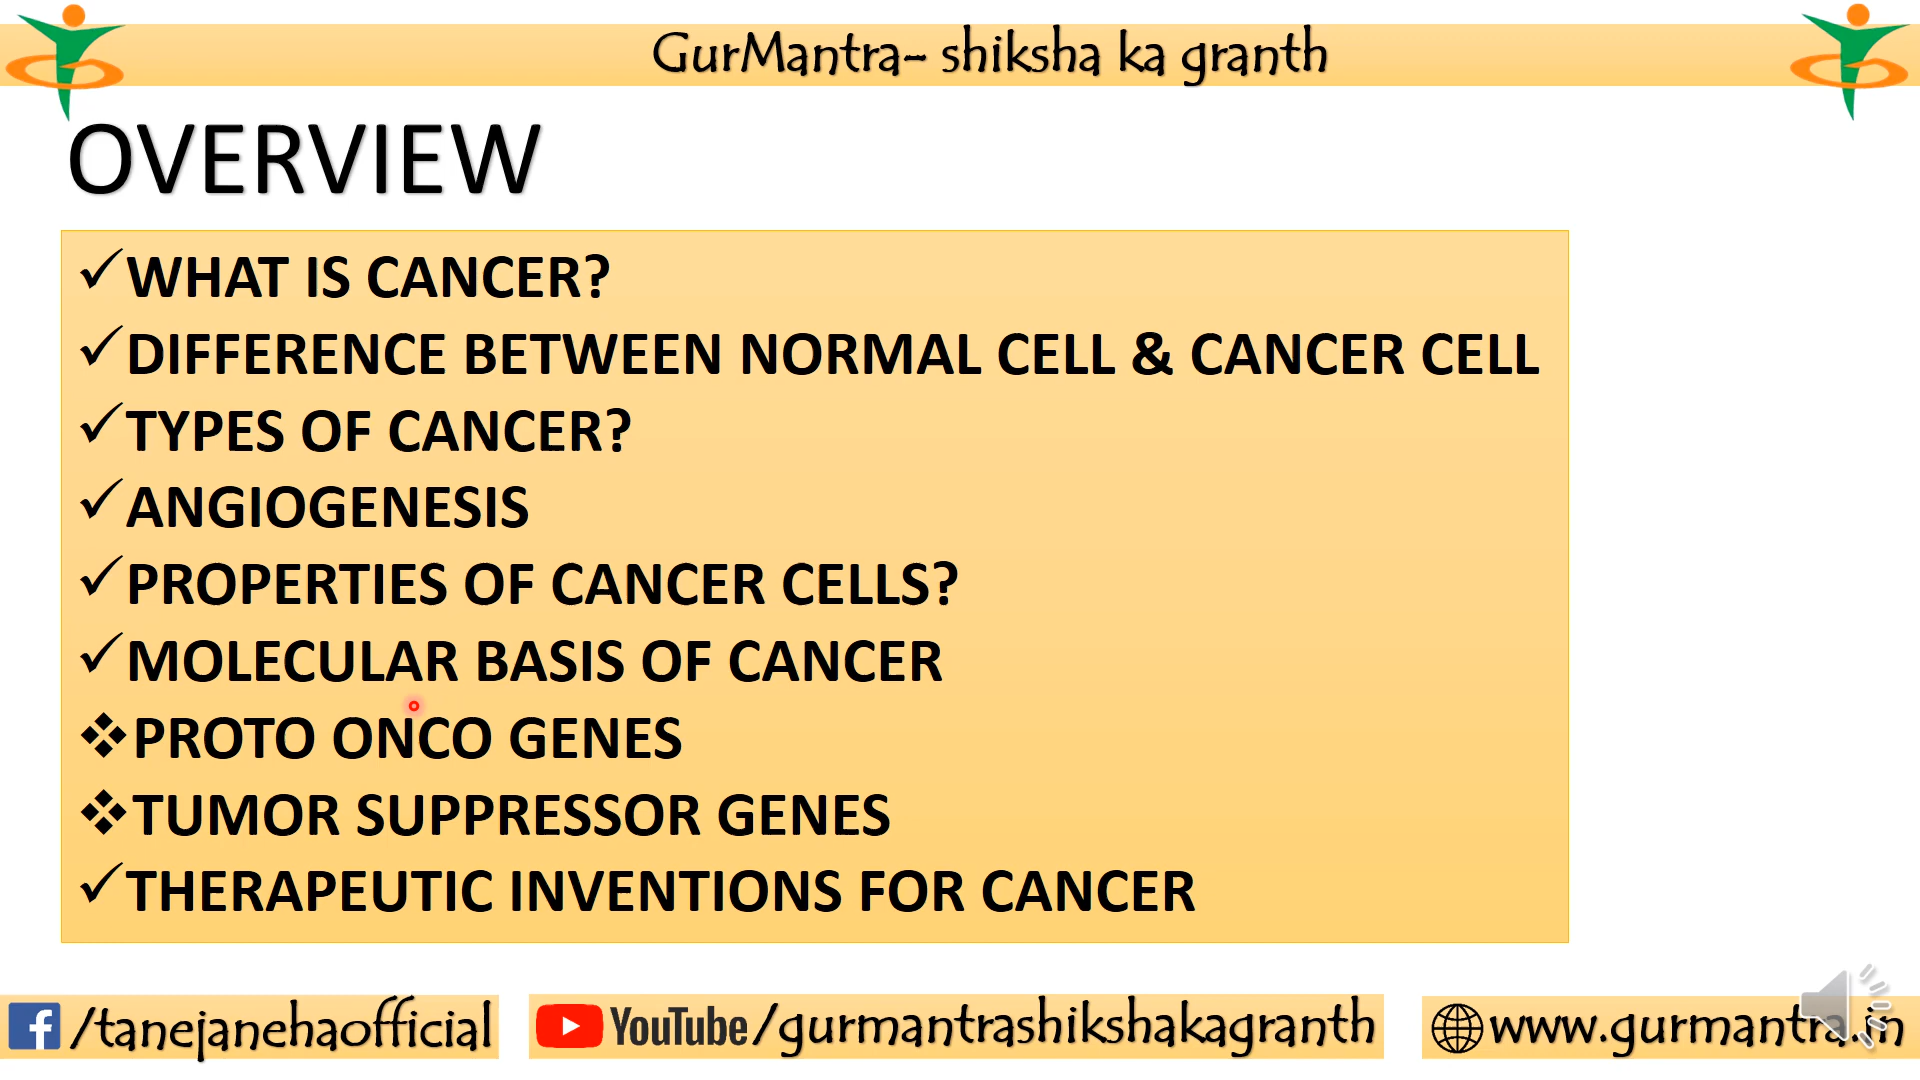 GurMantra- shiksha ka granth
OVERVIEW
WHAT IS CANCER?
DIFFERENCE BETWEEN NORMAL CELL & CANCER CELL
TYPES OF CANCER?
ANGIOGENESIS
PROPERTIES OF CANCER CELLS?
MOLECULAR BASIS OF CANCER
PROTO ONCO GENES
TUMOR SUPPRESSOR GENES
THERAPEUTIC INVENTIONS FOR CANCER
/tanejanehaofficial
YouTube/gurmantrashikshakagranth
www.gurmantra.in